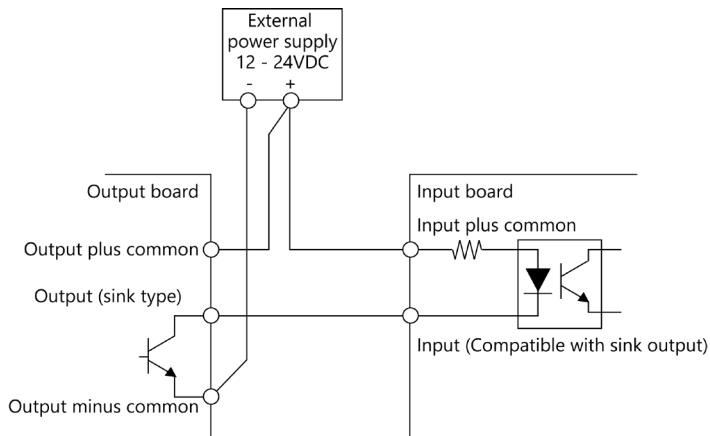 External
power supply
12 - 24VDC
- +
Output board
Input board
Input plus common
Output plus common
Output (sink type)
Input (Compatible with sink output)
Output minus common